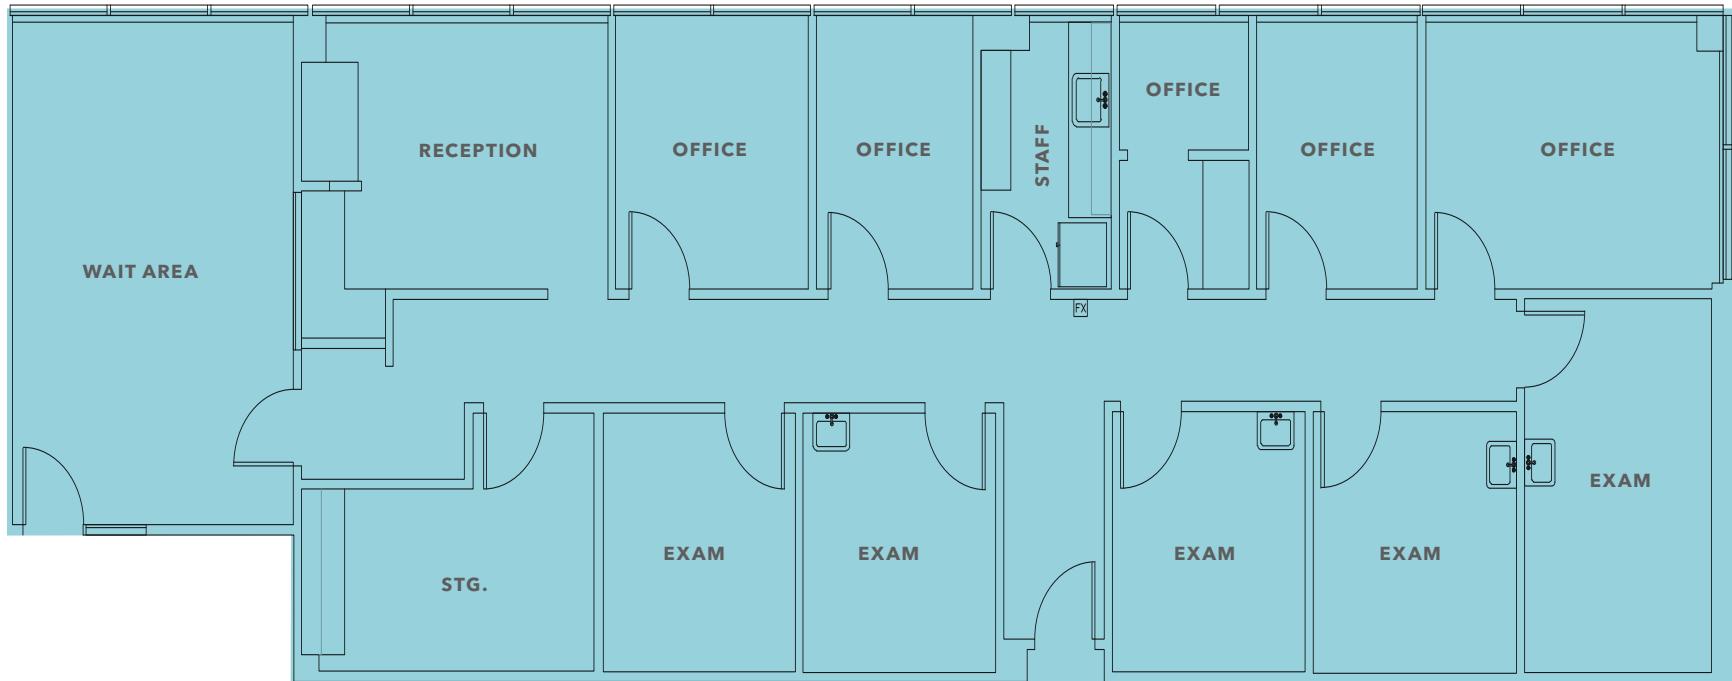 OFFICE
RECEPTION
OFFICE
OFFICE
STAFF
OFFICE
OFFICE
WAIT AREA
FX
EXAM
EXAM
EXAM
EXAM
EXAM
STG.